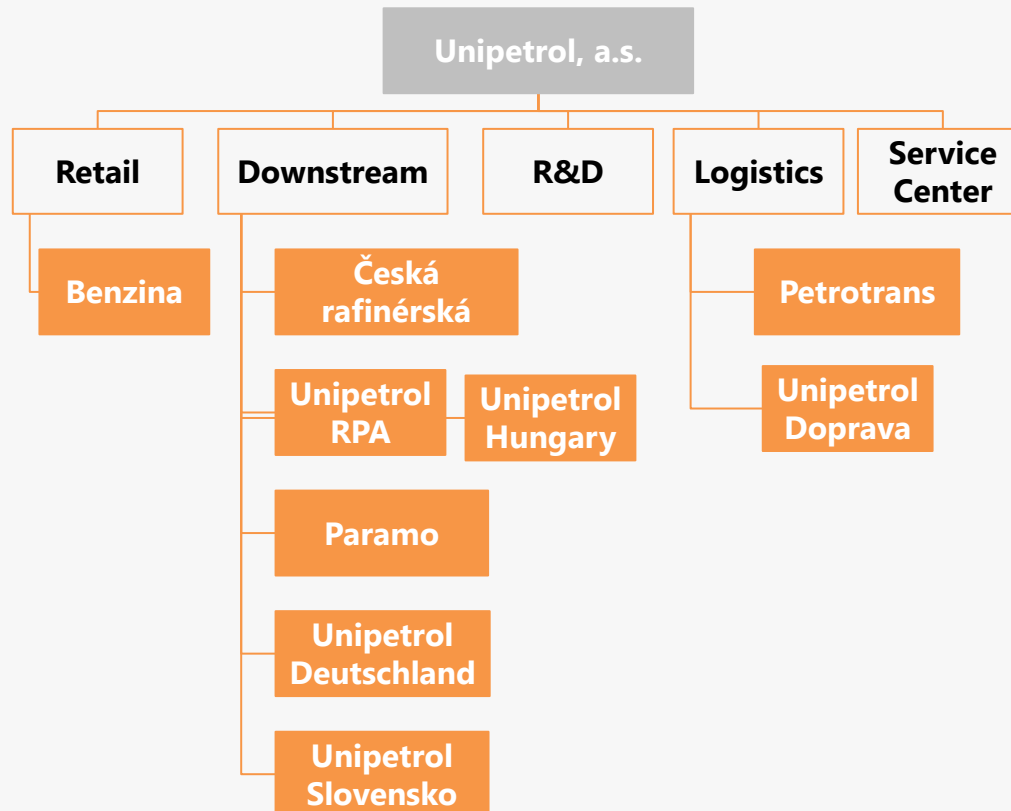 Unipetrol, a.s.
Retail
Downstream
R&D
Logistics
Service
Center
Benzina
Česká
rafinérská
Petrotrans
Unipetrol
RPA
Unipetrol
Hungary
Unipetrol
Doprava
Paramo
Unipetrol
Deutschland
Unipetrol
Slovensko